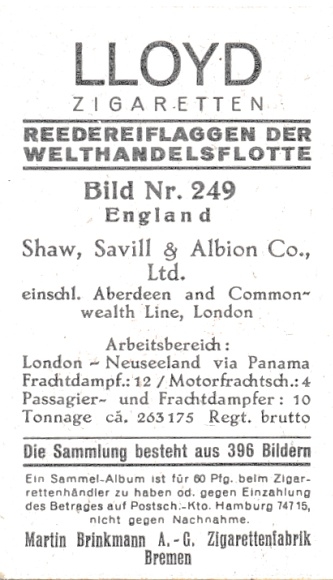 LLOYD
ZIGARETTEN
REEDEREIFLAGGEN DER
WELTHANDELSFLOTTE
Bild Nr. 249
England
Shaw, Savill & Albion Co.,
Ltd.
einschl. Aberdeen and Common-
wealth Line, London
Arbeitsbereich:
London - Neuseeland via Panama
Frachtdampf.: 12 / Motorfrachtsch.: 4
Passagier- und Frachtdampfer: 10
Tonnage cá. 263175 Regt. brutto
Die Sammlung besteht aus 396 Bildern
Ein Sammel-Album ist für 60 Pfg. beim Zigar-
rettenhändler zu haben od. gegen Einzahlung
des Betrages auf Postsch.-Kto. Hamburg 74715,
nicht gegen Nachnahme.
Martin Brinkmann A.-G. Zigarettenfabrik
Bremen